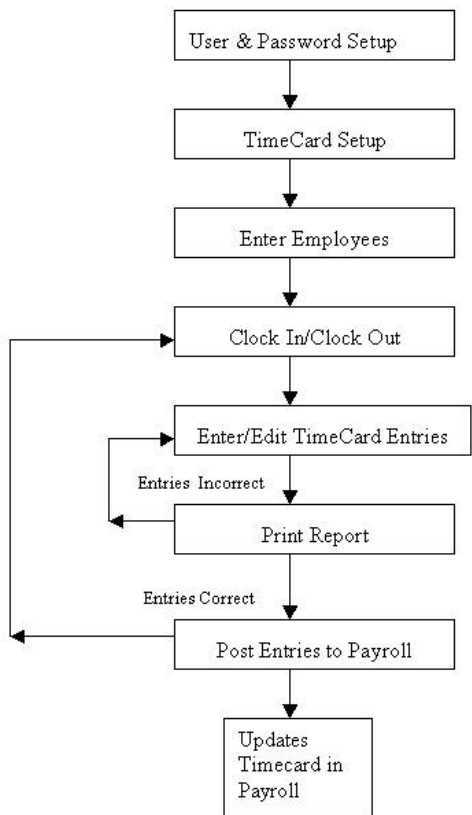 User & Password Setup
TimeCard Setup
Enter Employees
Clock In/Clock Out
Enter/Edit TimeCard Entries
Entries Incorrect
Print Report
Entries Correct
Post Entries to Payroll
Updates
Timecard in
Payroll